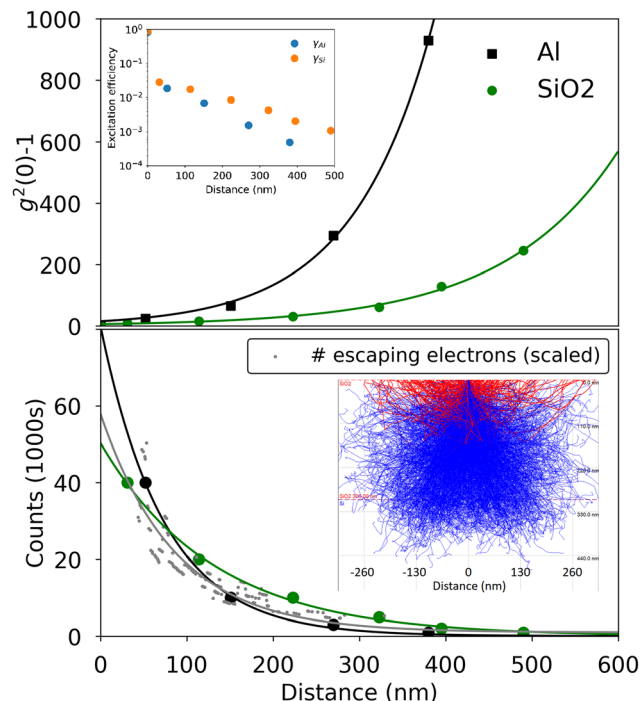 1000
800
600
400
200
0
g²(0)-1
Al
SiO2
10⁰
10⁻¹
10⁻²
10⁻³
10⁻⁴
Excitation efficiency
γAl
γSi
0 100 200 300 400 500
Distance (nm)
60
40
20
0
Counts (1000s)
# escaping electrons (scaled)
SiO2
0.0 nm
110.0 nm
220.0 nm
330.0 nm
440.0 nm
Si
-260 -130 0 130 260
Distance (nm)
0 100 200 300 400 500 600
Distance (nm)